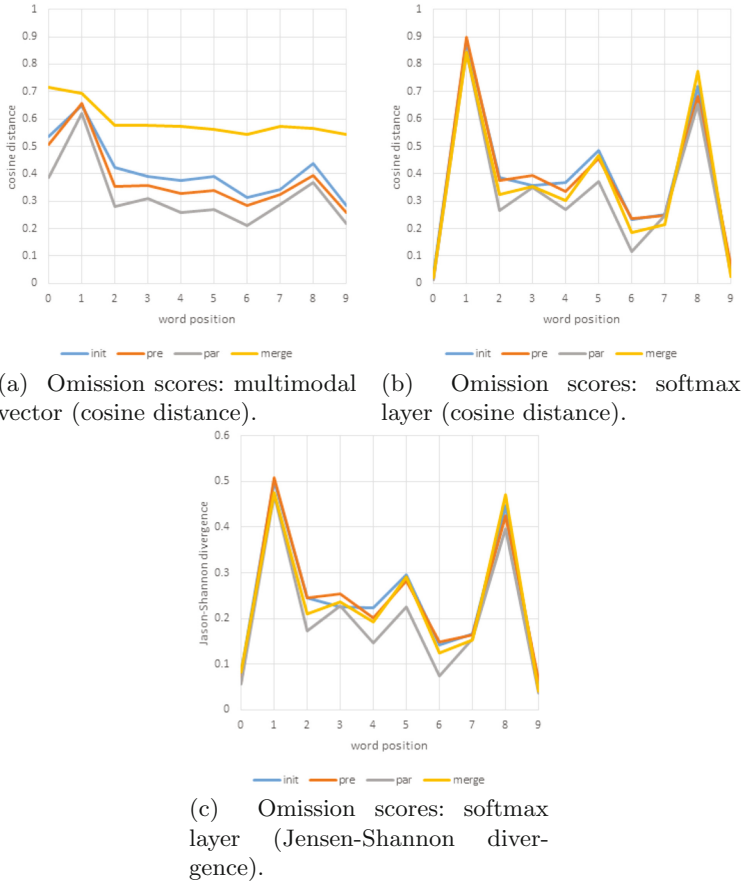 1
0.9
0.8
0.7
0.6
0.5
0.4
0.3
0.2
0.1
0
cosine distance
0 1 2 3 4 5 6 7 8 9
word position
init pre par merge
(a) Omission scores: multimodal
vector (cosine distance).
1
0.9
0.8
0.7
0.6
0.5
0.4
0.3
0.2
0.1
0
cosine distance
0 1 2 3 4 5 6 7 8 9
word position
init pre par merge
(b) Omission scores: softmax
layer (cosine distance).
0.6
0.5
0.4
0.3
0.2
0.1
0
Jason-Shannon divergence
0 1 2 3 4 5 6 7 8 9
word position
init pre par merge
(c) Omission scores: softmax
layer (Jensen-Shannon diver-
gence).